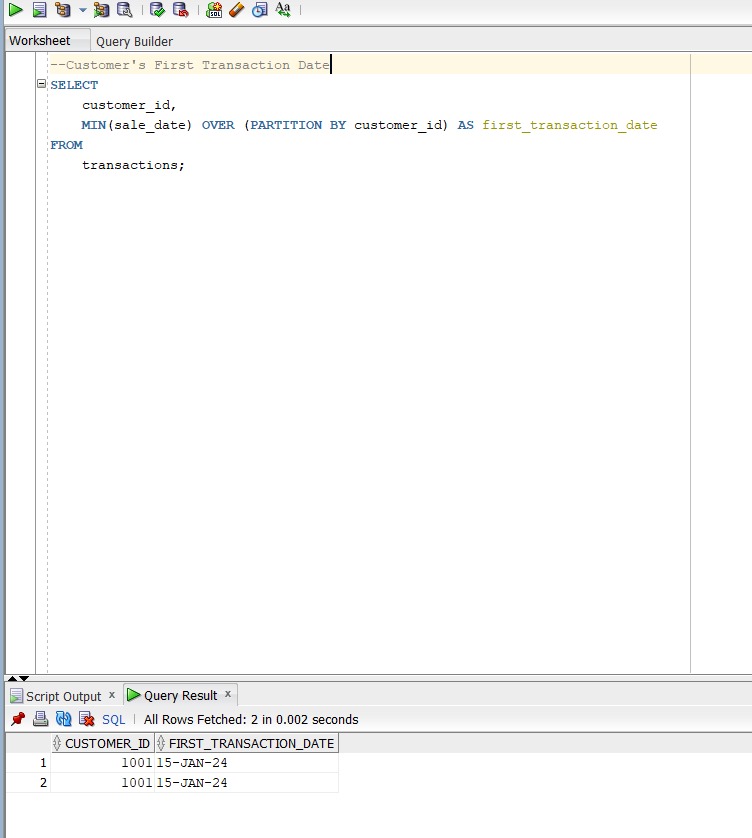 Worksheet Query Builder
--Customer's First Transaction Date
SELECT
customer_id,
MIN(sale_date) OVER (PARTITION BY customer_id) AS first_transaction_date
FROM
transactions;
Script Output x Query Result x
SQL All Rows Fetched: 2 in 0.002 seconds
CUSTOMER_ID FIRST_TRANSACTION_DATE
1 1001 15-JAN-24
2 1001 15-JAN-24